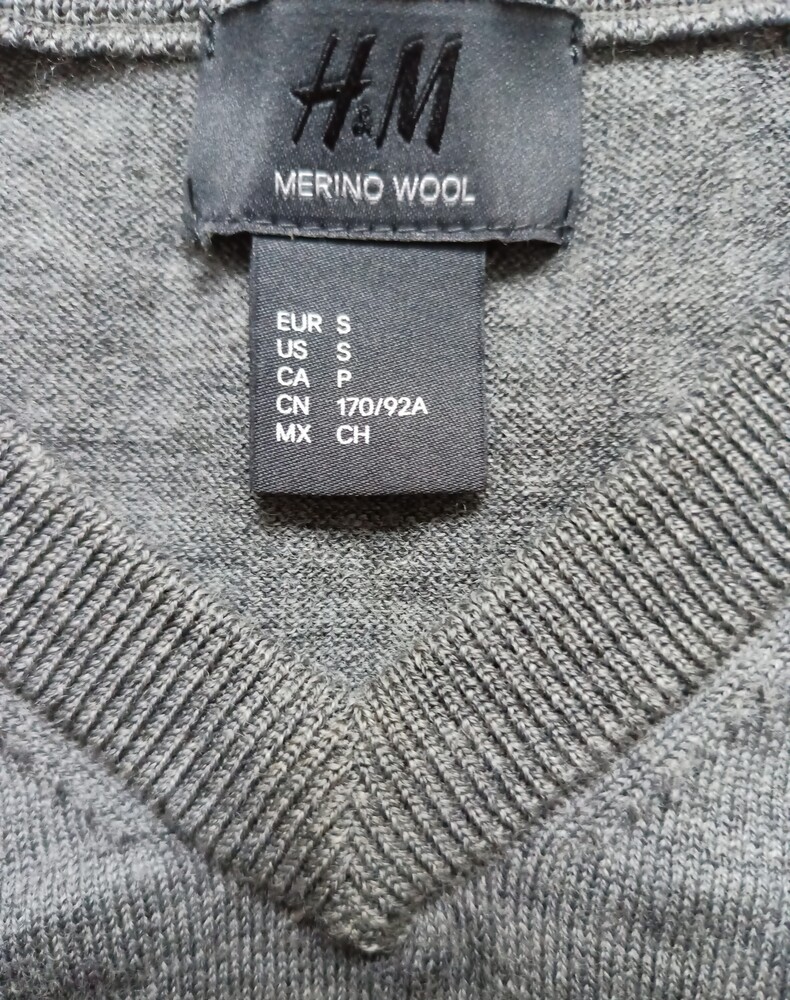 H&M
MERINO WOOL
EUR S
US S
CA P
CN 170/92A
MX CH